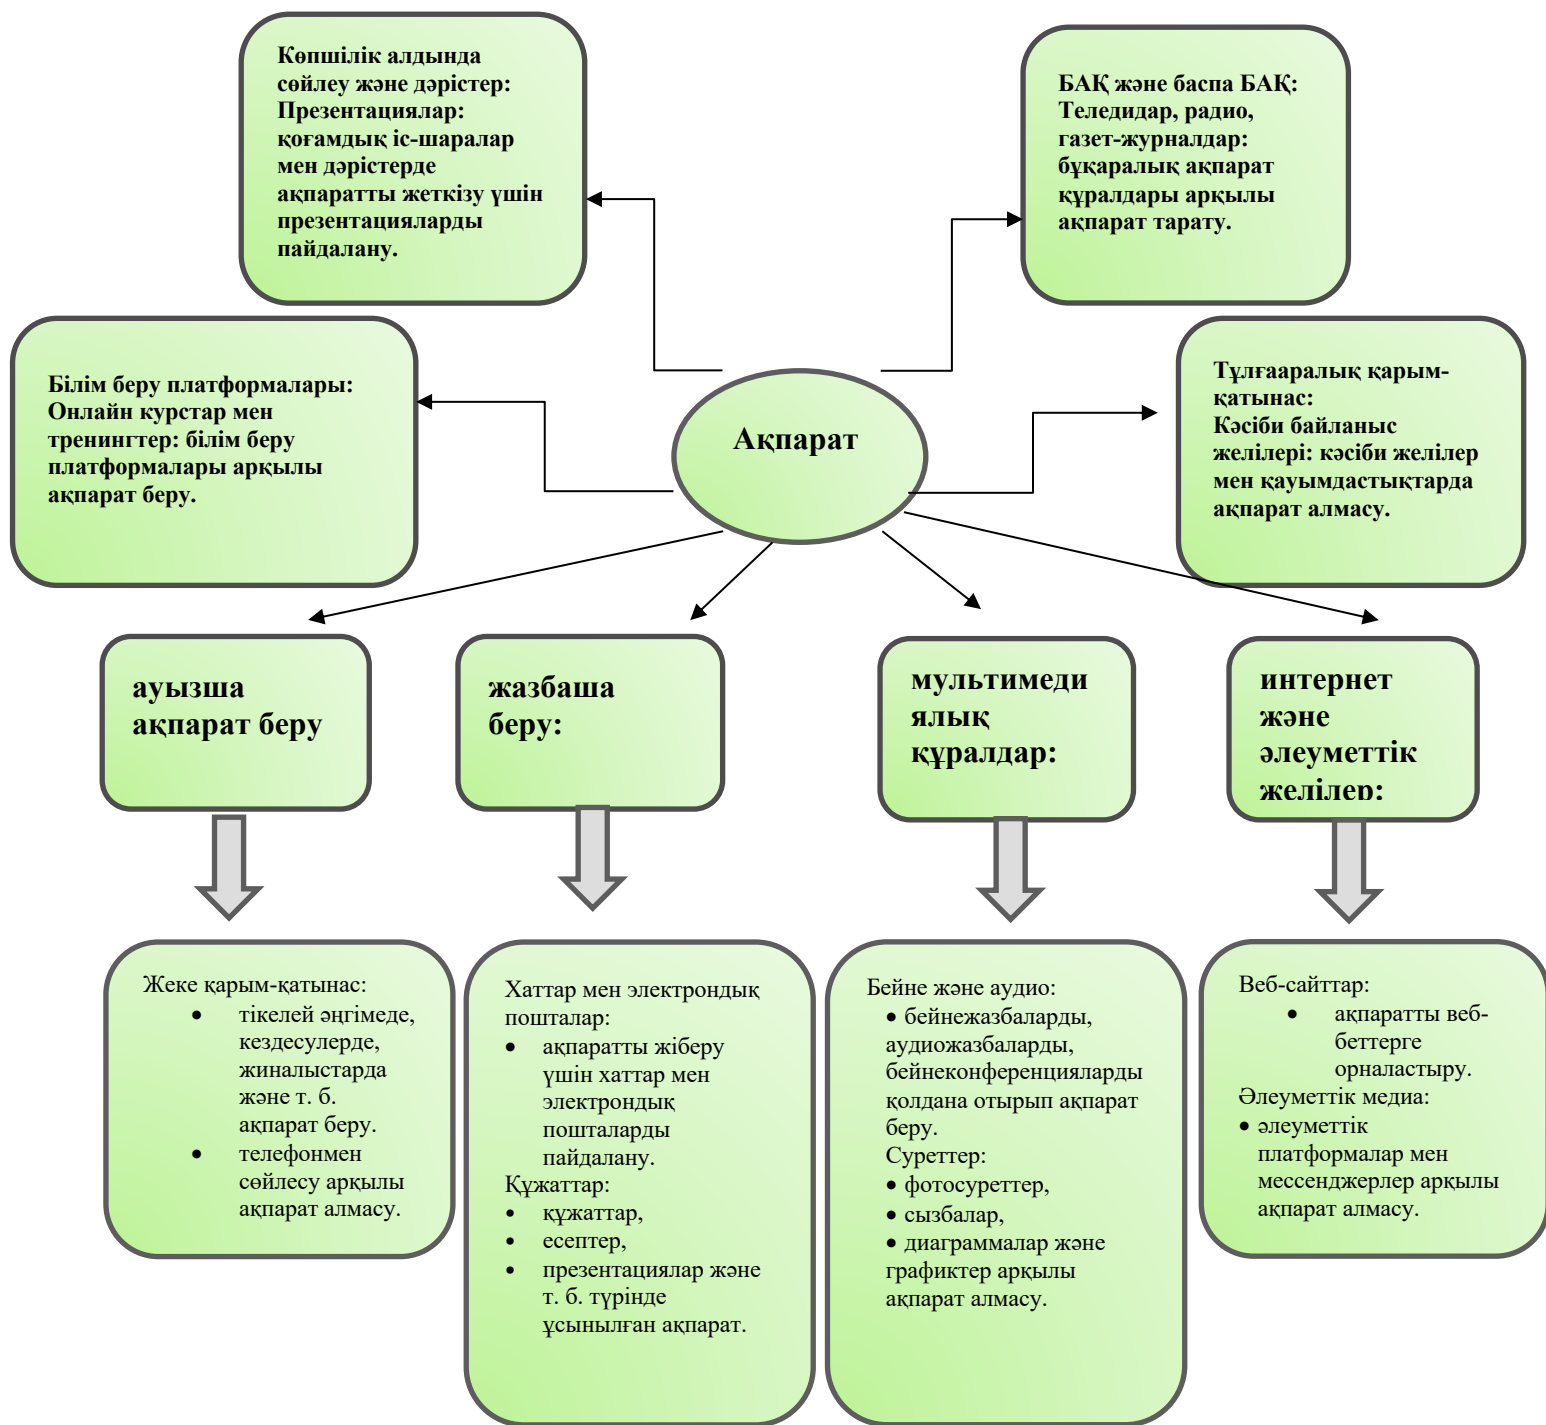 Көпшілік алдында
сөйлеу және дәрістер:
Презентациялар:
қоғамдық іс-шаралар
мен дәрістерде
ақпаратты жеткізу үшін
презентацияларды
пайдалану.
БАҚ және баспа БАҚ:
Теледидар, радио,
газет-журналдар:
бұқаралық ақпарат
құралдары арқылы
ақпарат тарату.
Білім беру платформалары:
Онлайн курстар мен
тренингтер: білім беру
платформалары арқылы
ақпарат беру.
Ақпарат
Тұлғааралық қарым-
қатынас:
Кәсіби байланыс
желілері: кәсіби желілер
мен қауымдастықтарда
ақпарат алмасу.
ауызша
ақпарат беру
жазбаша
беру:
мультимеди
ялық
құралдар:
интернет
және
әлеуметтік
желілер:
Жеке қарым-қатынас:
• тікелей әңгімеде,
кездесулерде,
жиналыстарда
және т. б.
ақпарат беру.
• телефонмен
сөйлесу арқылы
ақпарат алмасу.
Хаттар мен электрондық
пошталар:
• ақпаратты жіберу
үшін хаттар мен
электрондық
пошталарды
пайдалану.
Құжаттар:
• құжаттар,
• есептер,
• презентациялар және
т. б. түрінде
ұсынылған ақпарат.
Бейне және аудио:
• бейнежазбаларды,
аудиожазбаларды,
бейнеконференцияларды
қолдана отырып ақпарат
беру.
Суреттер:
• фотосуреттер,
• сызбалар,
• диаграммалар және
графиктер арқылы
ақпарат алмасу.
Веб-сайттар:
• ақпаратты веб-
беттерге
орналастыру.
Әлеуметтік медиа:
• әлеуметтік
платформалар мен
мессенджерлер арқылы
ақпарат алмасу.